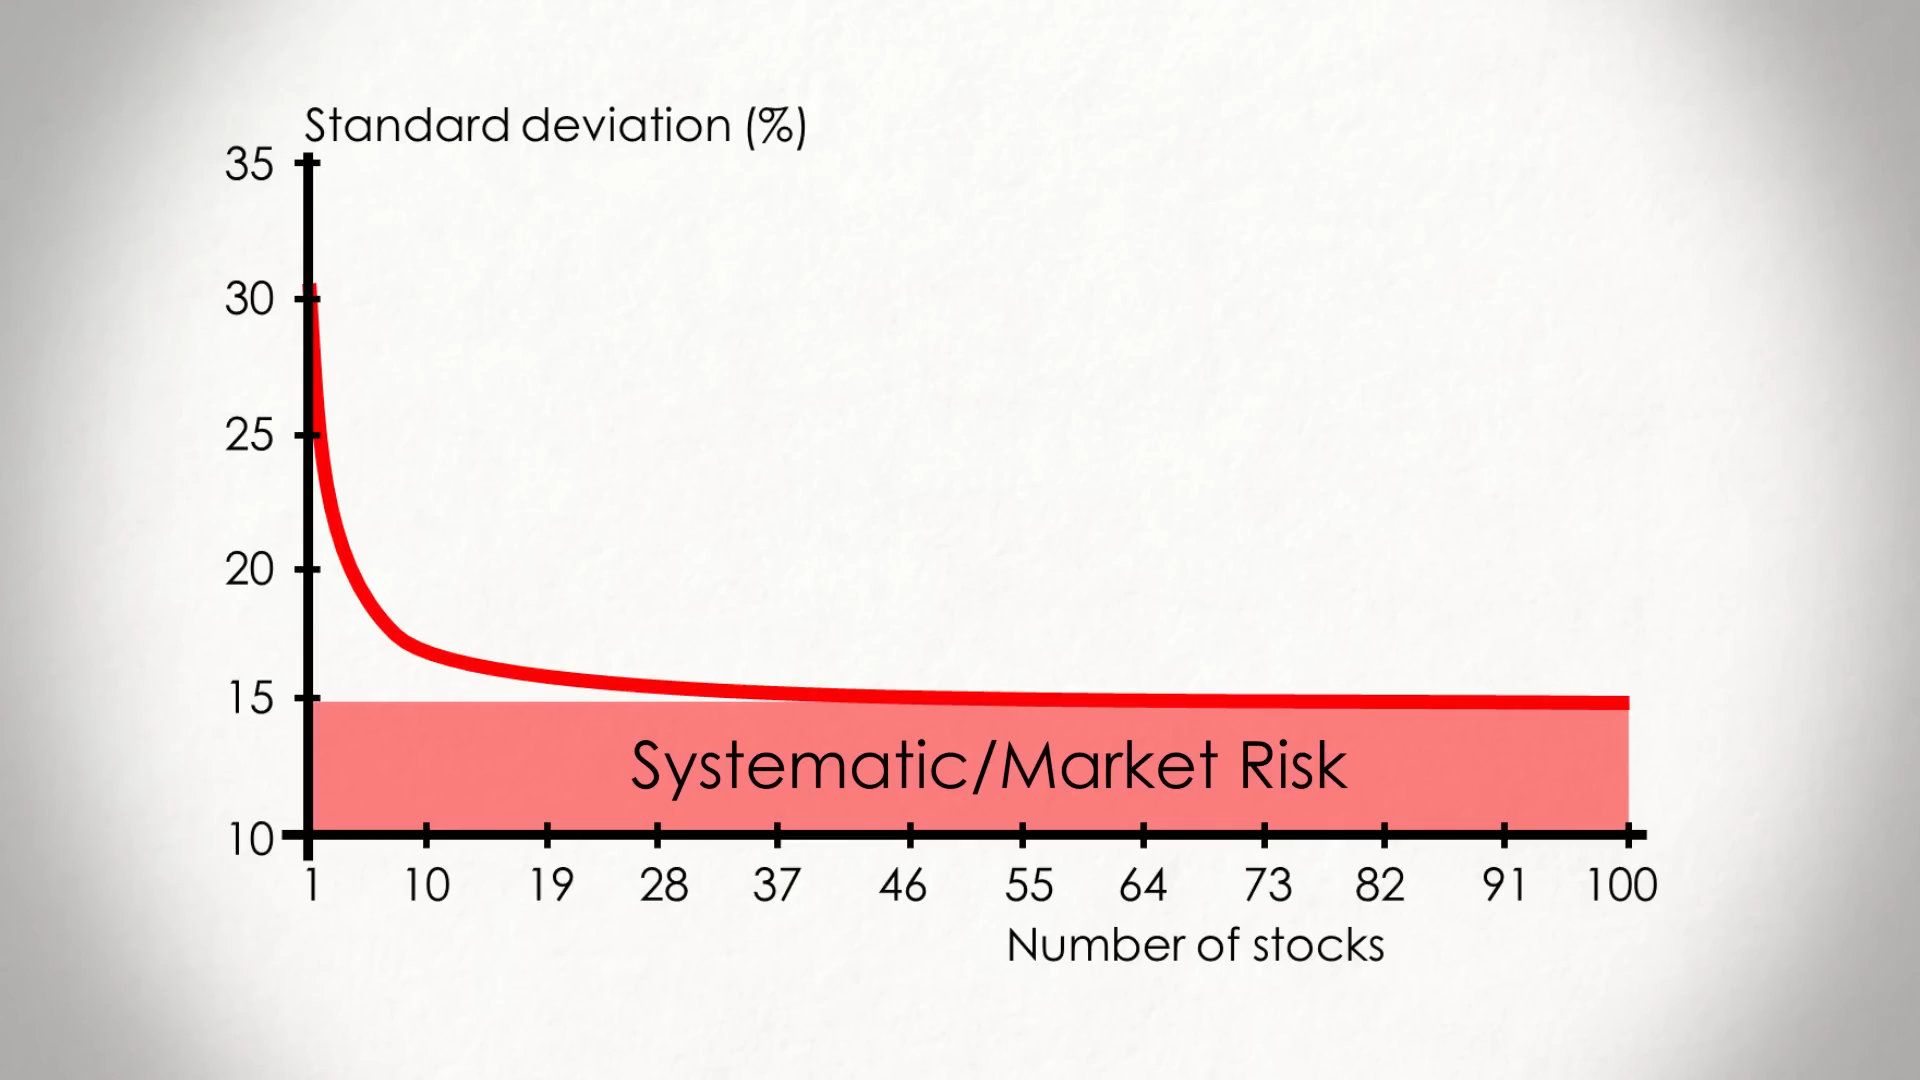 Standard deviation (%)
35
30
25
20
15
Systematic/Market Risk
10
1 10 19 28 37 46 55 64 73 82 91 100
Number of stocks